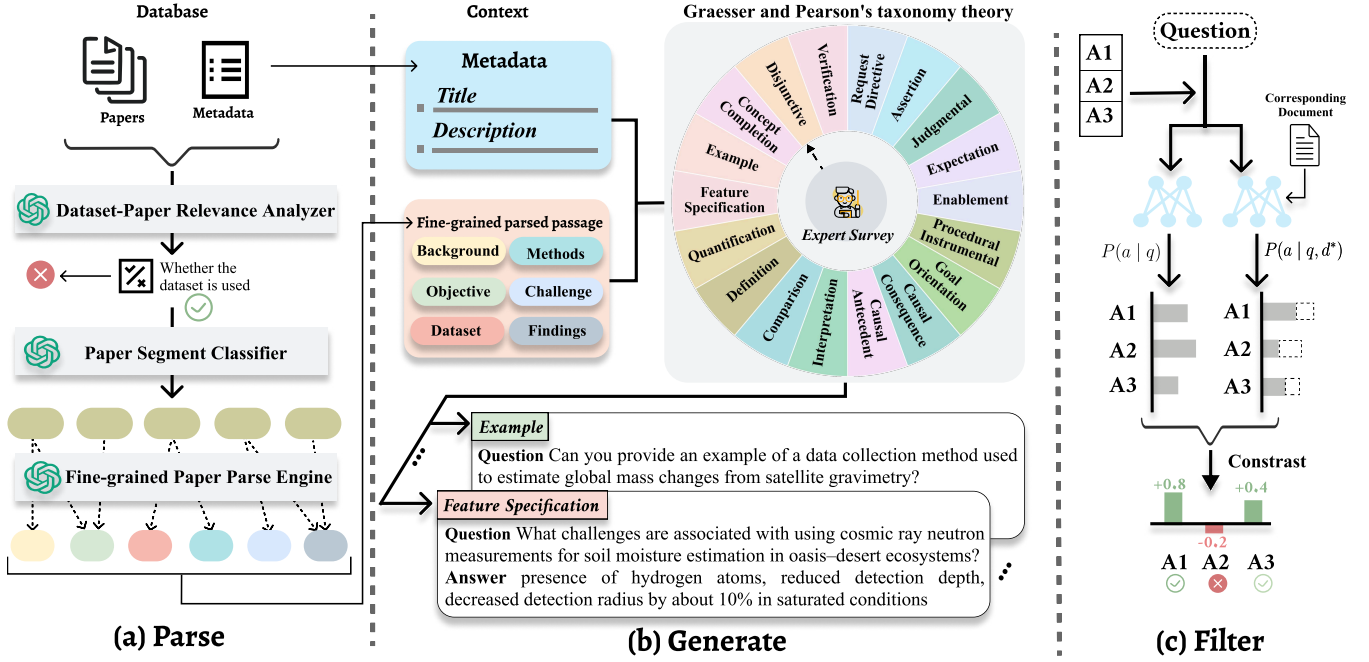 Database
Papers
Metadata
Dataset-Paper Relevance Analyzer
Whether the
dataset is used
Paper Segment Classifier
Fine-grained Paper Parse Engine
(a) Parse
Context
Metadata
Title
Description
Fine-grained parsed passage
Background
Methods
Objective
Challenge
Dataset
Findings
Graesser and Pearson's taxonomy theory
Verification
Request
Directive
Assertion
Judgmental
Expectation
Enablement
Procedural
Instrumental
Goal
Orientation
Causal
Consequence
Causal
Antecedent
Interpretation
Comparison
Definition
Quantification
Feature
Specification
Example
Concept
Completion
Disjunctive
Expert Survey
Example
Question Can you provide an example of a data collection method used
to estimate global mass changes from satellite gravimetry?
Feature Specification
Question What challenges are associated with using cosmic ray neutron
measurements for soil moisture estimation in oasis–desert ecosystems?
Answer presence of hydrogen atoms, reduced detection depth,
decreased detection radius by about 10% in saturated conditions
(b) Generate
Question
A1
A2
A3
Corresponding
Document
P(a | q)
P(a | q, d*)
A1
A2
A3
A1
A2
A3
Constrast
+0.8
-0.2
+0.4
A1
A2
A3
(c) Filter